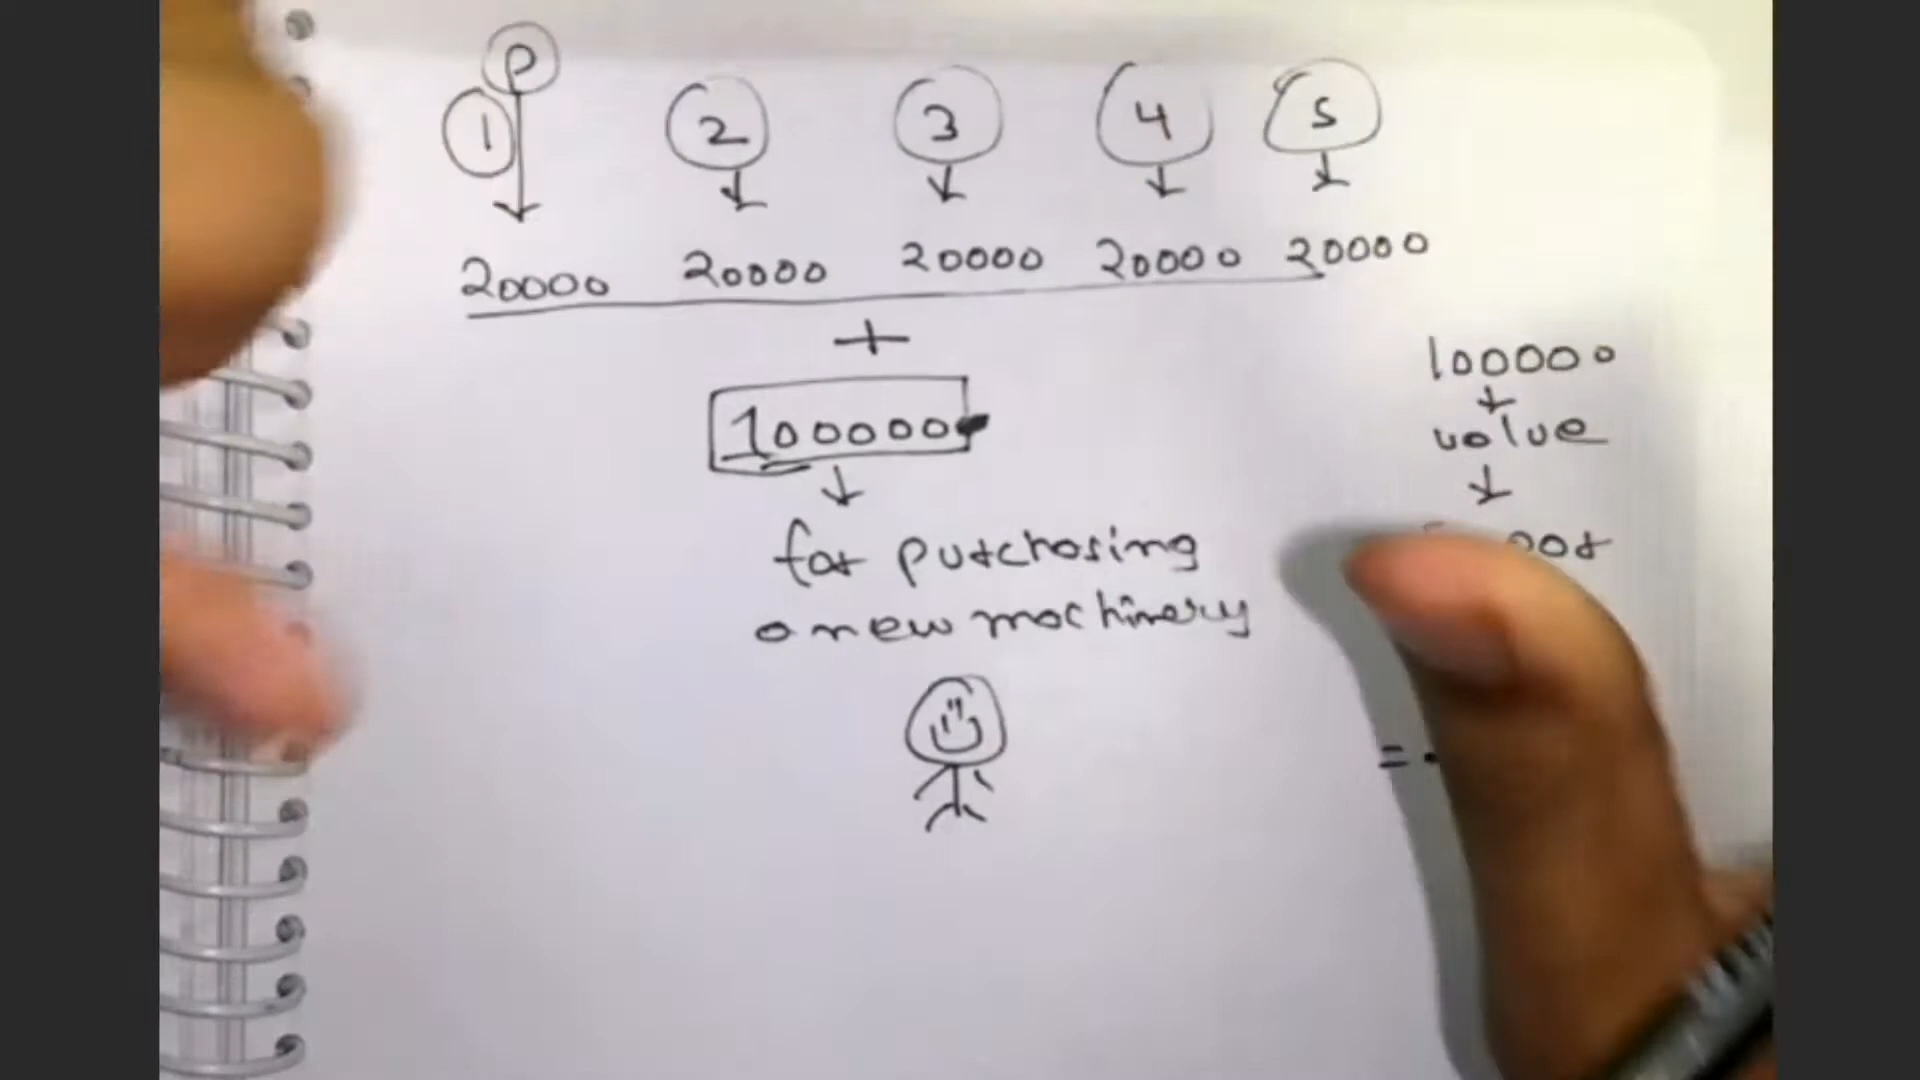 P
1 2 3 4 5
20000 20000 20000 20000 20000
+
100000
for purchasing
a new machinery
100000
value
=